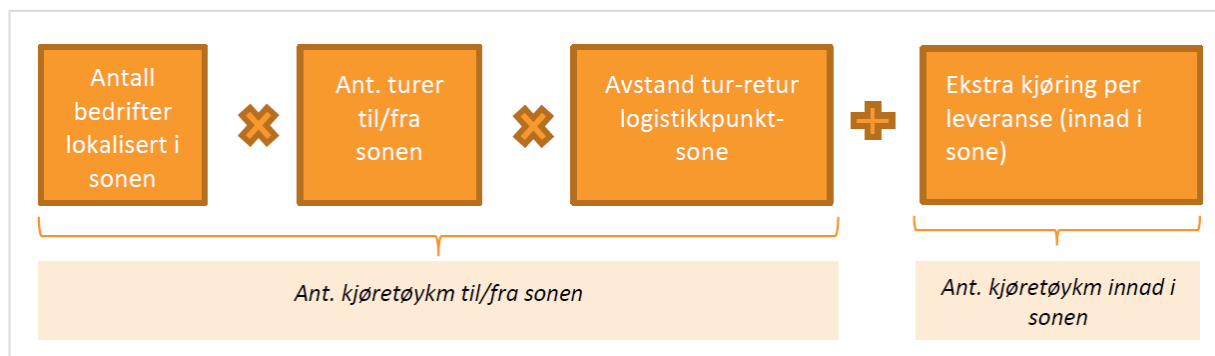 Antall
bedrifter
lokalisert i
sonen
Ant. turer
til/fra
sonen
Avstand tur-retur
logistikkpunkt-
sone
Ekstra kjøring per
leveranse (innad i
sone)
Ant. kjøretøykm til/fra sonen
Ant. kjøretøykm innad i
sonen